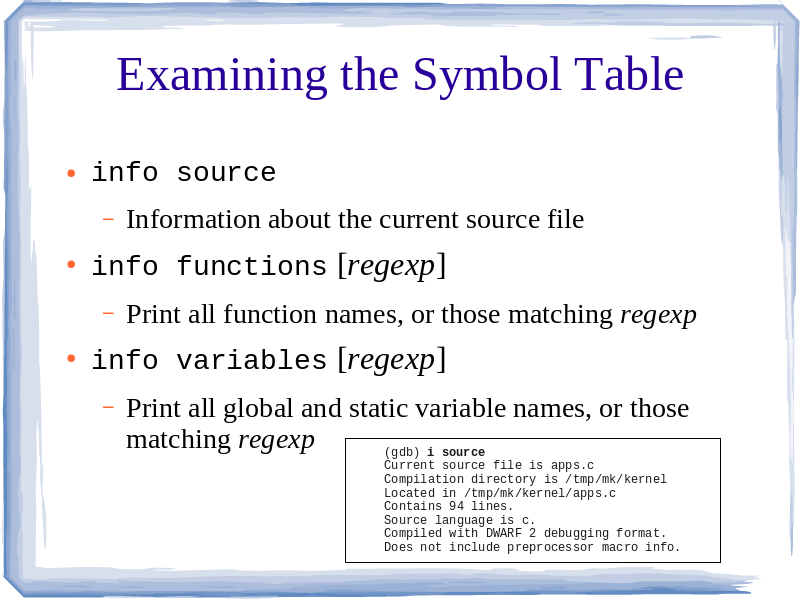 Examining the Symbol Table
• info source
– Information about the current source file
• info functions [regexp]
– Print all function names, or those matching regexp
• info variables [regexp]
– Print all global and static variable names, or those
matching regexp
(gdb) i source
Current source file is apps.c
Compilation directory is /tmp/mk/kernel
Located in /tmp/mk/kernel/apps.c
Contains 94 lines.
Source language is c.
Compiled with DWARF 2 debugging format.
Does not include preprocessor macro info.